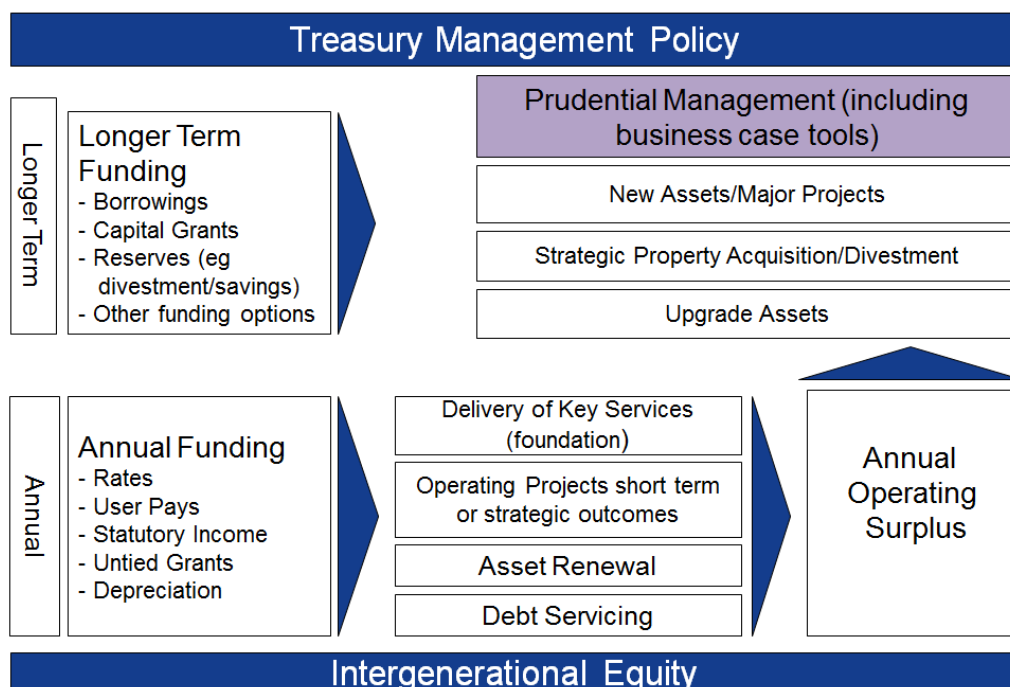 Treasury Management Policy
Longer Term
Longer Term
Funding
- Borrowings
- Capital Grants
- Reserves (eg
divestment/savings)
- Other funding options
Prudential Management (including
business case tools)
New Assets/Major Projects
Strategic Property Acquisition/Divestment
Upgrade Assets
Annual
Annual Funding
- Rates
- User Pays
- Statutory Income
- Untied Grants
- Depreciation
Delivery of Key Services
(foundation)
Operating Projects short term
or strategic outcomes
Asset Renewal
Debt Servicing
Annual
Operating
Surplus
Intergenerational Equity